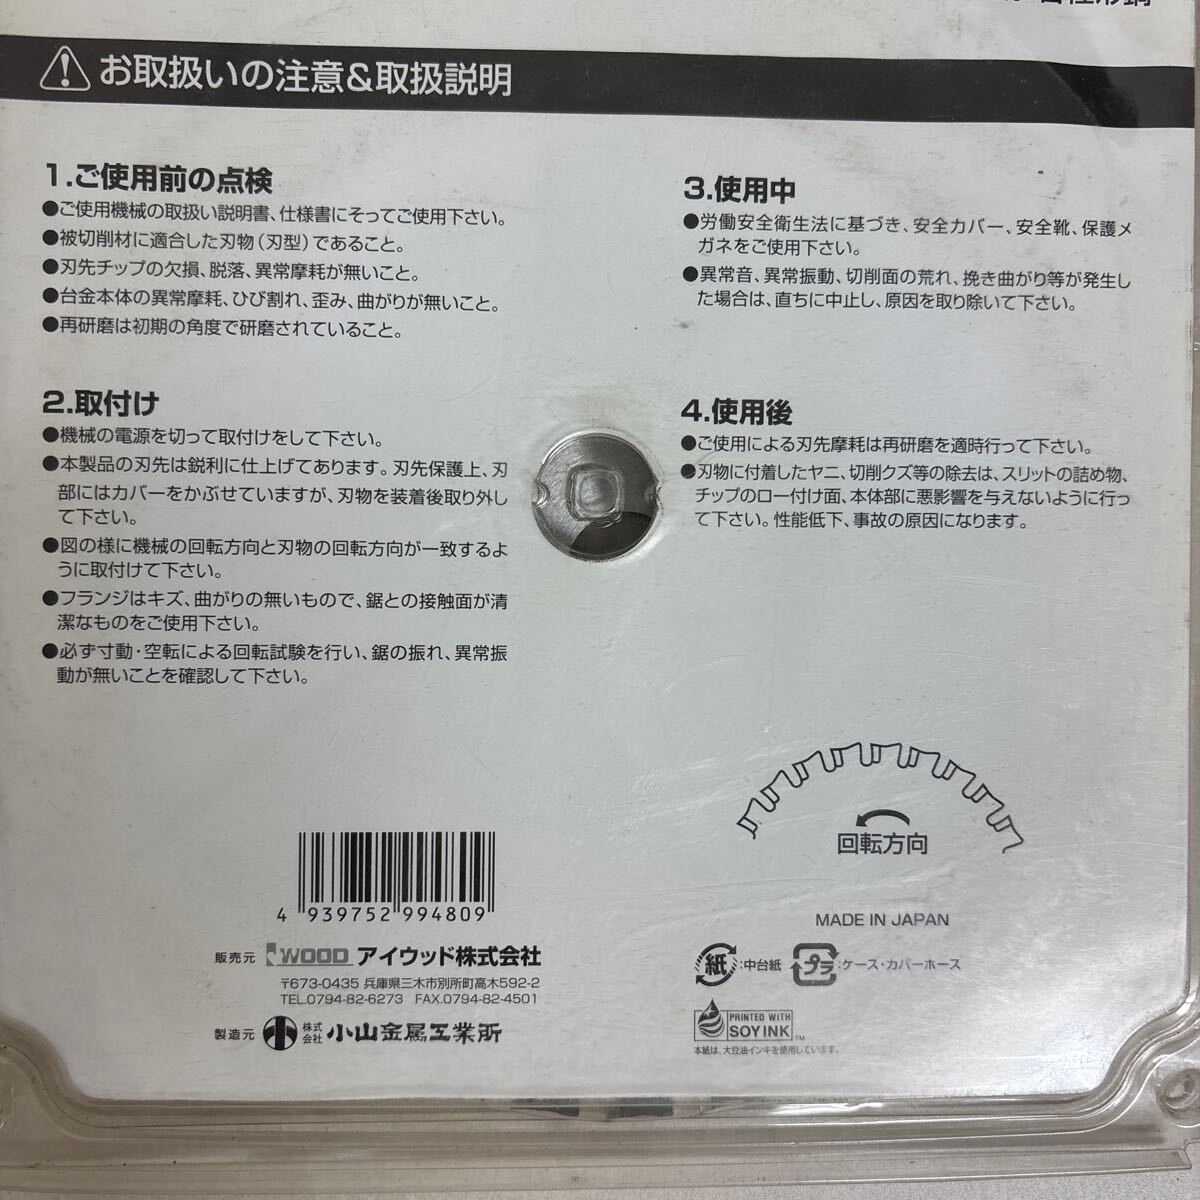 お取扱いの注意&取扱説明
1.ご使用前の点検
●ご使用機械の取扱い説明書、仕様書にそってご使用下さい。
●被切削材に適合した刃物(刃型)であること。
●刃先チップの欠損、脱落、異常摩耗が無いこと。
●台金本体の異常摩耗、ひび割れ、歪み、曲がりが無いこと。
●再研磨は初期の角度で研磨されていること。
2.取付け
●機械の電源を切って取付けをして下さい。
●本製品の刃先は鋭利に仕上げてあります。刃先保護上、刃
部にはカバーをかぶせていますが、刃物を装着後取り外し
て下さい。
●図の様に機械の回転方向と刃物の回転方向が一致するよ
うに取付けて下さい。
●フランジはキズ、曲がりの無いもので、鋸との接触面が清
潔なものをご使用下さい。
●必ず寸動・空転による回転試験を行い、鋸の振れ、異常振
動が無いことを確認して下さい。
3.使用中
●労働安全衛生法に基づき、安全カバー、安全靴、保護メ
ガネをご使用下さい。
●異常音、異常振動、切削面の荒れ、挽き曲がり等が発生し
た場合は、直ちに中止し、原因を取り除いて下さい。
4.使用後
●ご使用による刃先摩耗は再研磨を適時行って下さい。
●刃物に付着したヤニ、切削クズ等の除去は、スリットの詰め物、
チップのロー付け面、本体部に悪影響を与えないように行っ
て下さい。性能低下、事故の原因になります。
回転方向
MADE IN JAPAN
4 939752 994809
販売元 WOOD アイウッド株式会社
〒673-0435 兵庫県三木市別所町高木592-2
TEL.0794-82-6273 FAX.0794-82-4501
製造元 株式会社 小山金属工業所
紙:中台紙 プラ:ケース・カバーホース
PRINTED WITH
SOY INK TM
本紙は、大豆油インキを使用しています。